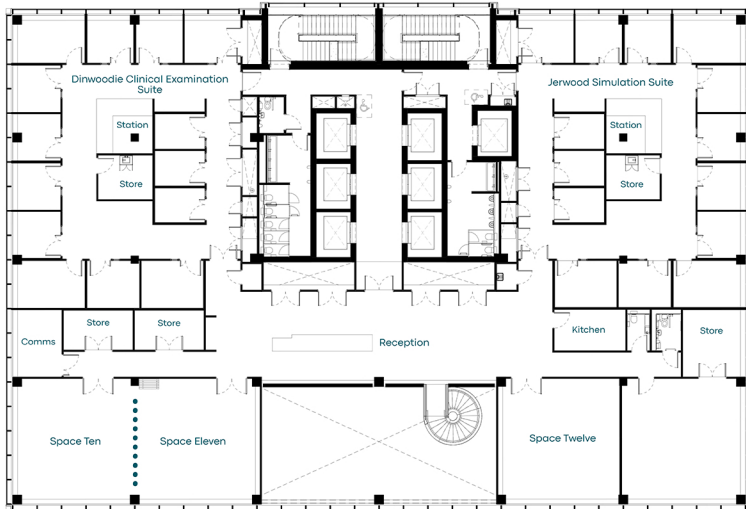 Dinwoodie Clinical Examination
Suite
Jerwood Simulation Suite
Station
Station
Store
Store
Comms
Store
Store
Reception
Kitchen
Store
Space Ten
Space Eleven
Space Twelve